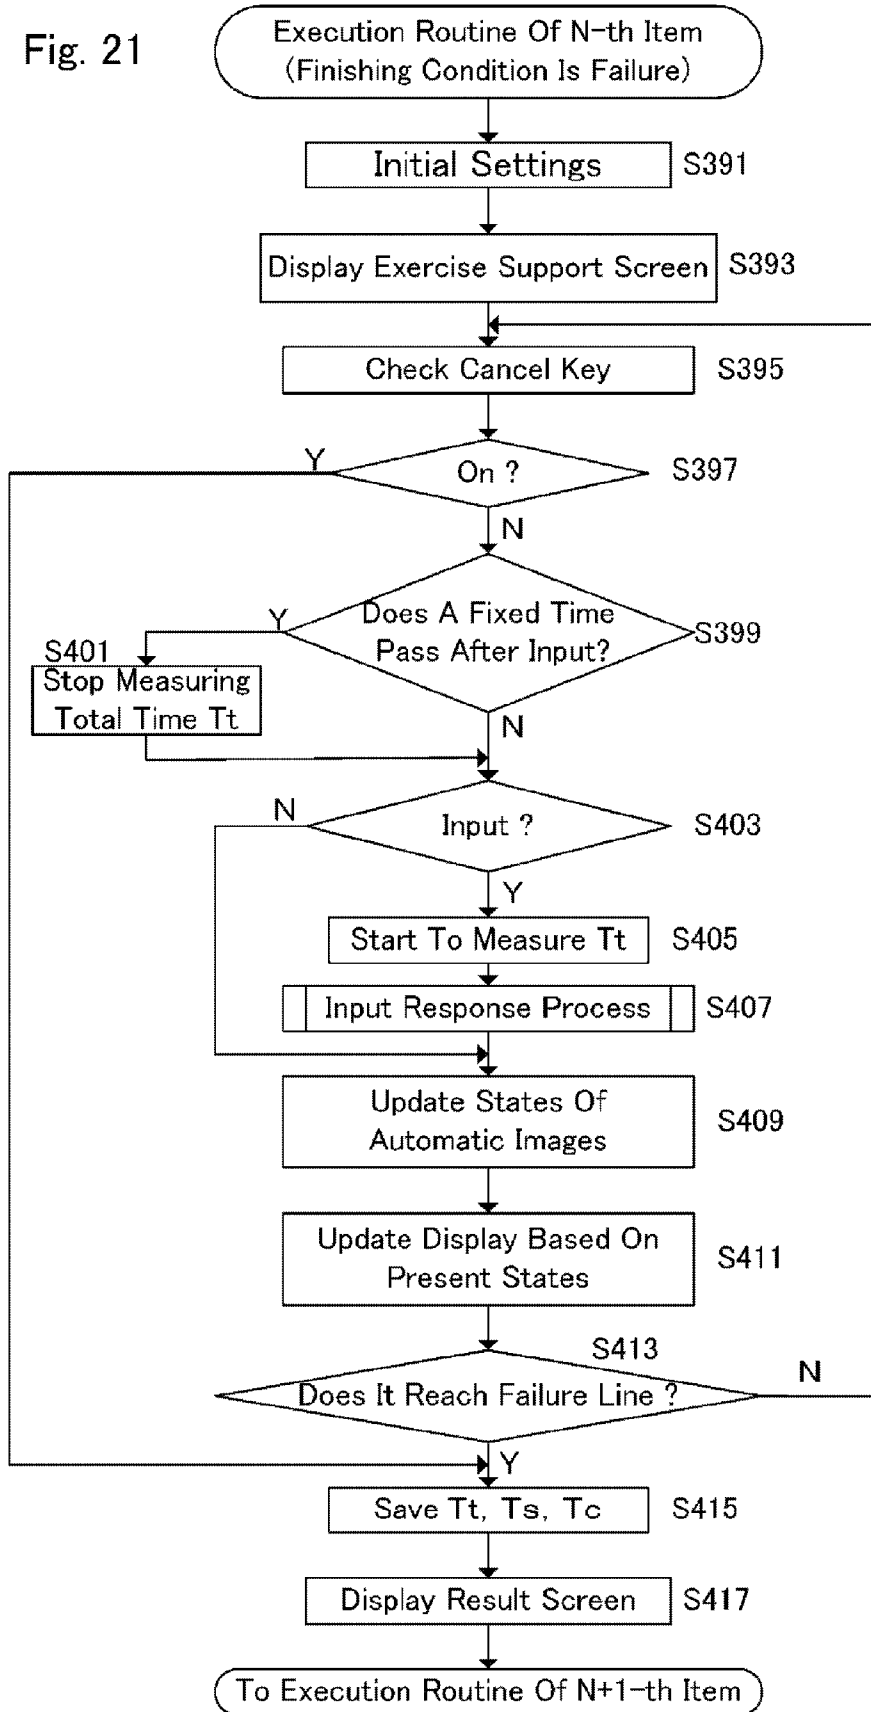 Fig. 21
Execution Routine Of N-th Item
(Finishing Condition Is Failure)
Initial Settings
S391
Display Exercise Support Screen
S393
Check Cancel Key
S395
Y
On ?
S397
N
Y
Does A Fixed Time
Pass After Input?
S399
S401
Stop Measuring
Total Time Tt
N
N
Input ?
S403
Y
Start To Measure Tt
S405
Input Response Process
S407
Update States Of
Automatic Images
S409
Update Display Based On
Present States
S411
S413
Does It Reach Failure Line ?
N
Y
Save Tt, Ts, Tc
S415
Display Result Screen
S417
To Execution Routine Of N+1-th Item